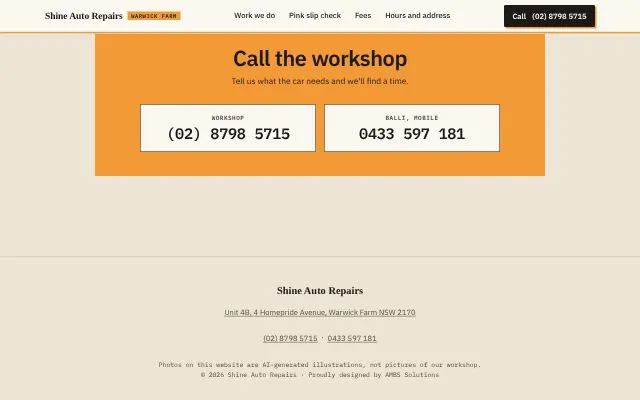 Shine Auto Repairs WARWICK FARM Work we do Pink slip check Fees Hours and address Call (02) 8798 5715
Call the workshop
Tell us what the car needs and we'll find a time.
WORKSHOP BALLI, MOBILE
(02) 8798 5715 0433 597 181
Shine Auto Repairs
Unit 4B, 4 Homepride Avenue, Warwick Farm NSW 2170
(02) 8798 5715 · 0433 597 181
Photos on this website are AI-generated illustrations, not pictures of our workshop.
© 2026 Shine Auto Repairs · Proudly designed by AMBS Solutions